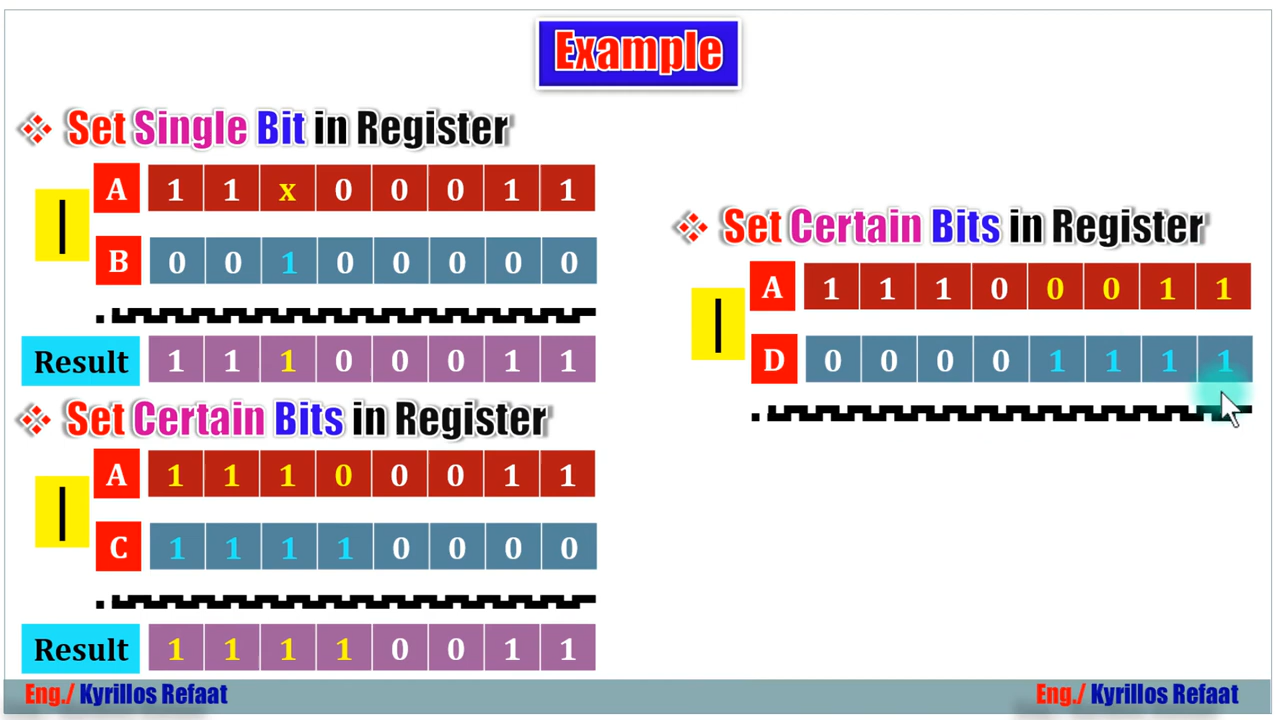 Example
❖ Set Single Bit in Register
| A 1 1 x 0 0 0 1 1
B 0 0 1 0 0 0 0 0
Result 1 1 1 0 0 0 1 1
❖ Set Certain Bits in Register
| A 1 1 1 0 0 0 1 1
C 1 1 1 1 0 0 0 0
Result 1 1 1 1 0 0 1 1
❖ Set Certain Bits in Register
| A 1 1 1 0 0 0 1 1
D 0 0 0 0 1 1 1 1
Eng./ Kyrillos Refaat
Eng./ Kyrillos Refaat